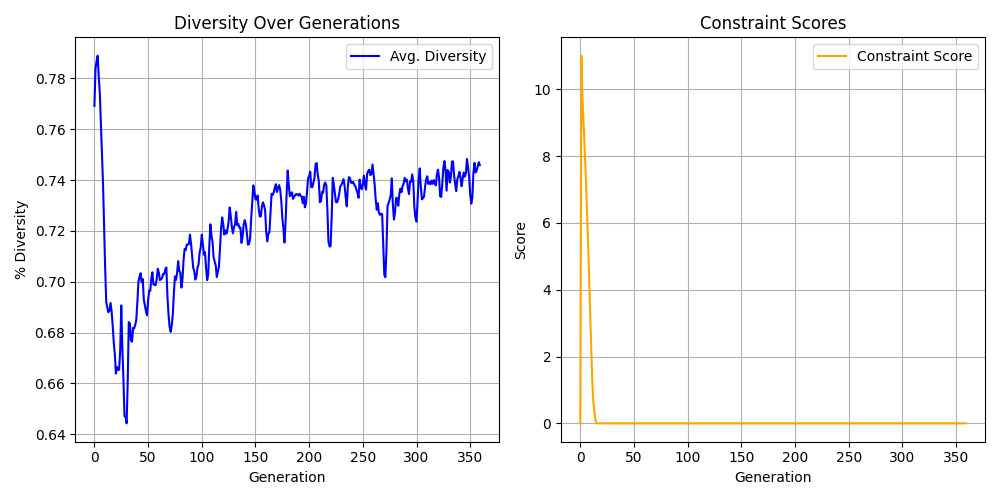 Diversity Over Generations
% Diversity
0.78
0.76
0.74
0.72
0.70
0.68
0.66
0.64
Avg. Diversity
0 50 100 150 200 250 300 350
Generation
Constraint Scores
Score
10
8
6
4
2
0
Constraint Score
0 50 100 150 200 250 300 350
Generation